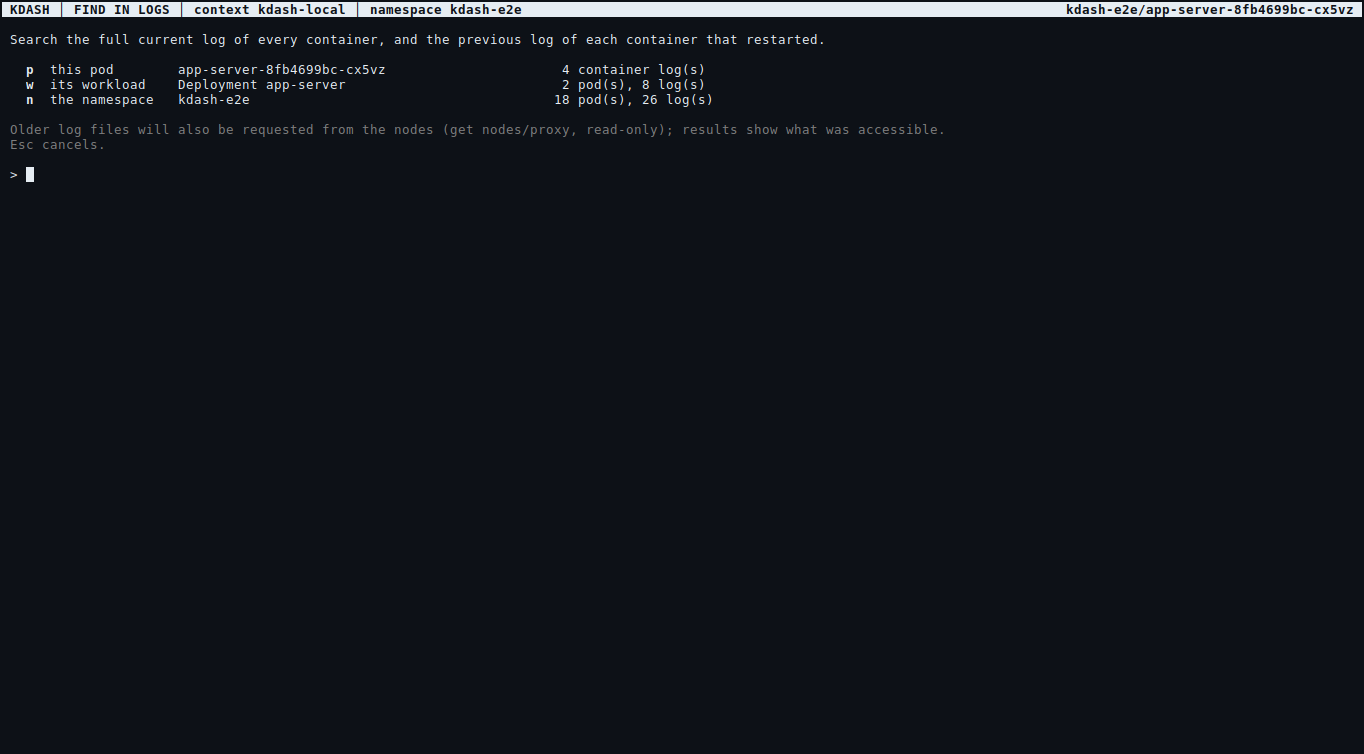 KDASH │ FIND IN LOGS │ context kdash-local │ namespace kdash-e2e kdash-e2e/app-server-8fb4699bc-cx5vz
Search the full current log of every container, and the previous log of each container that restarted.
p this pod app-server-8fb4699bc-cx5vz 4 container log(s)
w its workload Deployment app-server 2 pod(s), 8 log(s)
n the namespace kdash-e2e 18 pod(s), 26 log(s)
Older log files will also be requested from the nodes (get nodes/proxy, read-only); results show what was accessible.
Esc cancels.
>